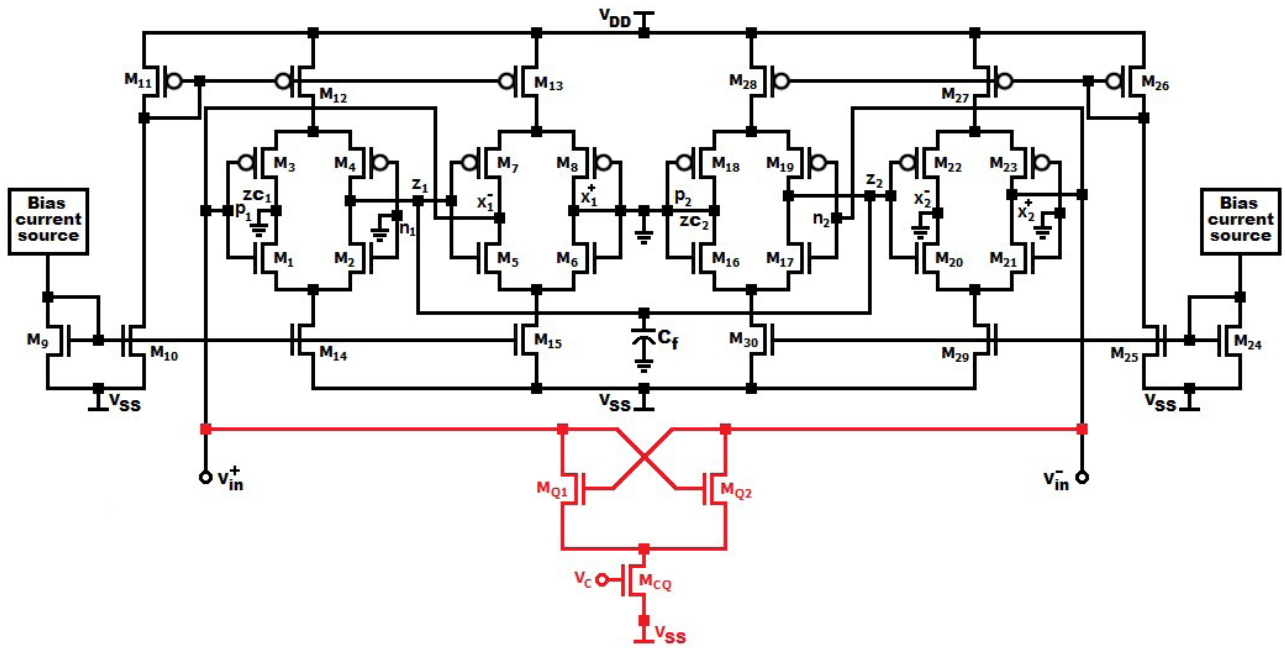 VDD
M11
M12
M13
M28
M27
M26
M3
M4
M7
M8
M18
M19
M22
M23
zc1
p1
n1
z1
x1-
x1+
p2
zc2
n2
z2
x2-
x2+
Bias
current
source
Bias
current
source
M1
M2
M5
M6
M16
M17
M20
M21
M9
M10
M14
M15
Cf
M30
M29
M25
M24
VSS
VSS
VSS
Vin+
MQ1
MQ2
Vin-
VC
MCQ
VSS